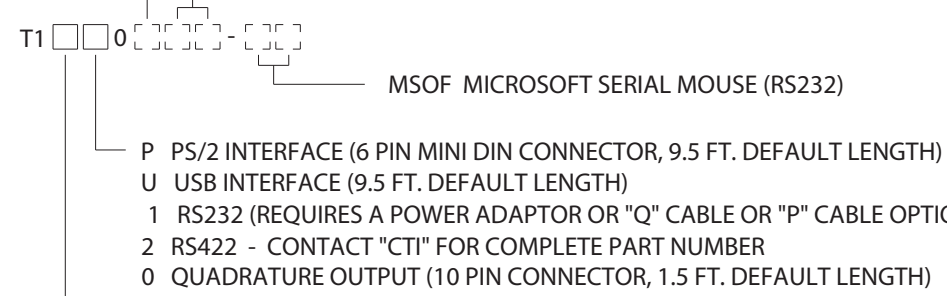 T1 0 -
MSOF MICROSOFT SERIAL MOUSE (RS232)
P PS/2 INTERFACE (6 PIN MINI DIN CONNECTOR, 9.5 FT. DEFAULT LENGTH)
U USB INTERFACE (9.5 FT. DEFAULT LENGTH)
1 RS232 (REQUIRES A POWER ADAPTOR OR "Q" CABLE OR "P" CABLE
2 RS422 - CONTACT "CTI" FOR COMPLETE PART NUMBER
0 QUADRATURE OUTPUT (10 PIN CONNECTOR, 1.5 FT. DEFAULT LENGTH)